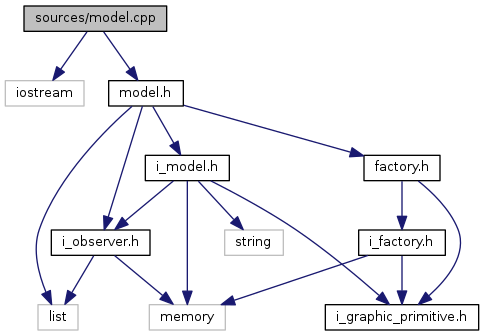 sources/model.cpp
iostream
model.h
i_model.h
factory.h
i_observer.h
string
i_factory.h
list
memory
i_graphic_primitive.h